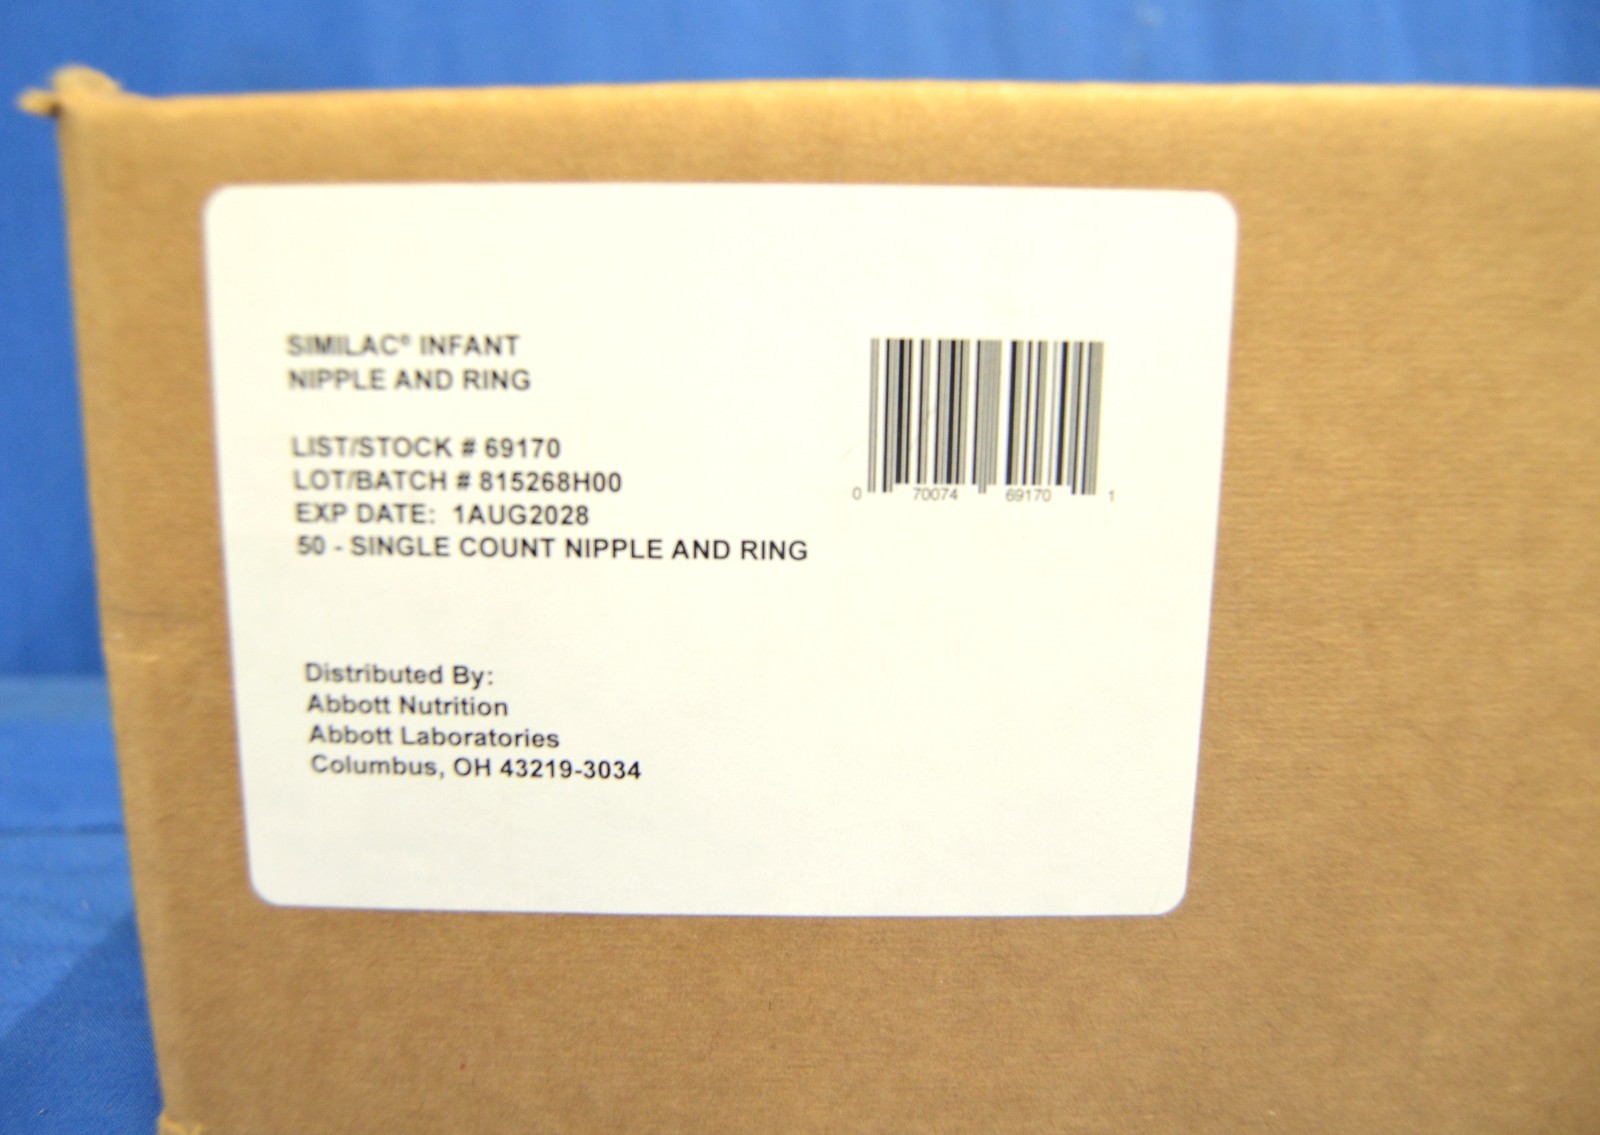 SIMILAC® INFANT
NIPPLE AND RING
LIST/STOCK # 69170
LOT/BATCH # 815268H00
EXP DATE: 1AUG2028
50 - SINGLE COUNT NIPPLE AND RING
0 70074 69170 1
Distributed By:
Abbott Nutrition
Abbott Laboratories
Columbus, OH 43219-3034